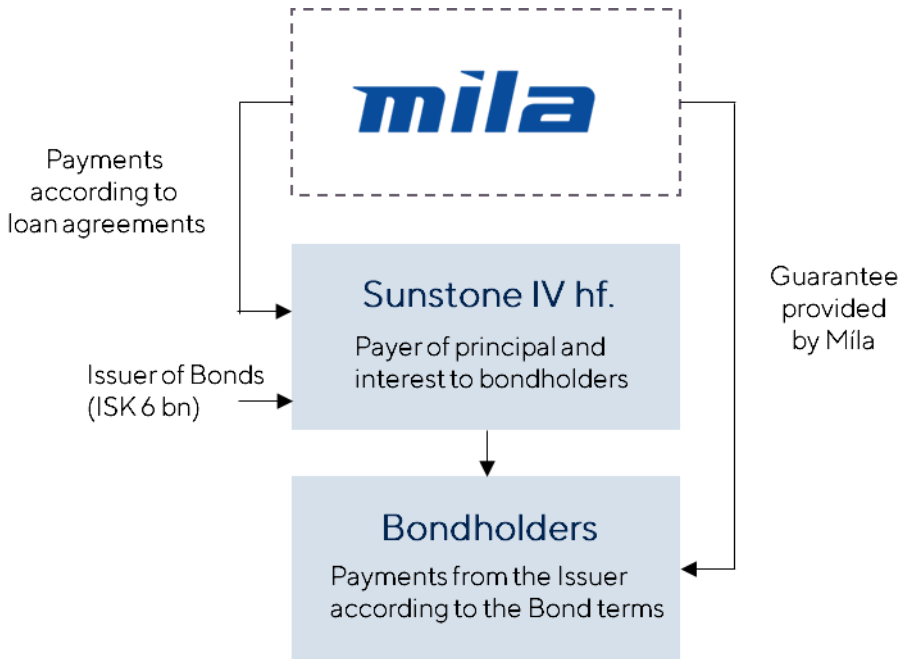 mila
Payments
according to
loan agreements
Sunstone IV hf.
Payer of principal and
interest to bondholders
Issuer of Bonds
(ISK 6 bn)
Guarantee
provided
by Míla
Bondholders
Payments from the Issuer
according to the Bond terms